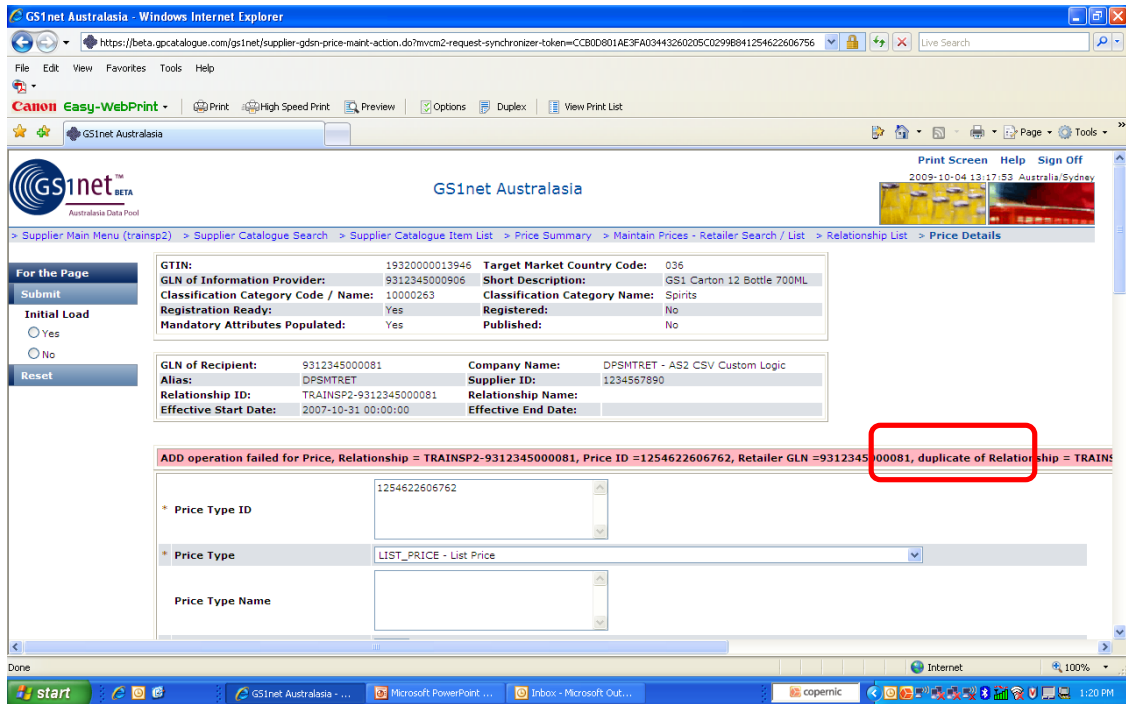 GS1net Australasia - Windows Internet Explorer
https://beta.gpcatalogue.com/gs1net/supplier-gdsn-price-maint-action.do?mvcm2-request-synchronizer-token=CCB0D801AE3FA03443260205C0299B841254622606756
Live Search
File Edit View Favorites Tools Help
Canon Easy-WebPrint Print High Speed Print Preview Options Duplex View Print List
GS1net Australasia
Page Tools »
Print Screen Help Sign Off
2009-10-04 13:17:53 Australia/Sydney
GS1net™ BETA
Australasia Data Pool
GS1net Australasia
> Supplier Main Menu (trainsp2) > Supplier Catalogue Search > Supplier Catalogue Item List > Price Summary > Maintain Prices - Retailer Search / List > Relationship List > Price Details
For the Page
Submit
Initial Load
Yes
No
Reset
GTIN: 19320000013946 Target Market Country Code: 036
GLN of Information Provider: 9312345000906 Short Description: GS1 Carton 12 Bottle 700ML
Classification Category Code / Name: 10000263 Classification Category Name: Spirits
Registration Ready: Yes Registered: No
Mandatory Attributes Populated: Yes Published: No
GLN of Recipient: 9312345000081 Company Name: DPSMTRET - AS2 CSV Custom Logic
Alias: DPSMTRET Supplier ID: 1234567890
Relationship ID: TRAINSP2-9312345000081 Relationship Name:
Effective Start Date: 2007-10-31 00:00:00 Effective End Date:
ADD operation failed for Price, Relationship = TRAINSP2-9312345000081, Price ID =1254622606762, Retailer GLN =9312345000081, duplicate of Relationship = TRAINS
* Price Type ID 1254622606762
* Price Type LIST_PRICE - List Price
Price Type Name
Done Internet 100%
start GS1net Australasia - ... Microsoft PowerPoint ... Inbox - Microsoft Out... copernic 1:20 PM